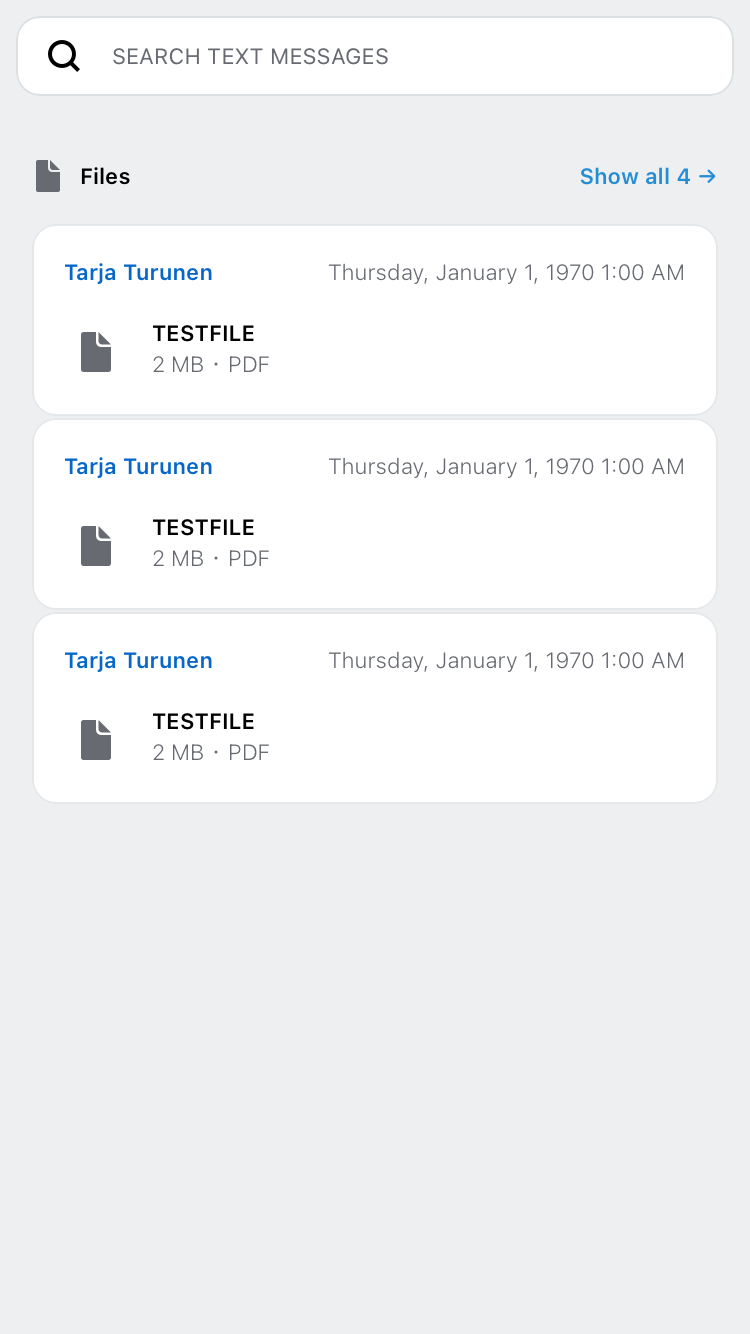 SEARCH TEXT MESSAGES
Files
Show all 4 →
Tarja Turunen
Thursday, January 1, 1970 1:00 AM
TESTFILE
2 MB · PDF
Tarja Turunen
Thursday, January 1, 1970 1:00 AM
TESTFILE
2 MB · PDF
Tarja Turunen
Thursday, January 1, 1970 1:00 AM
TESTFILE
2 MB · PDF